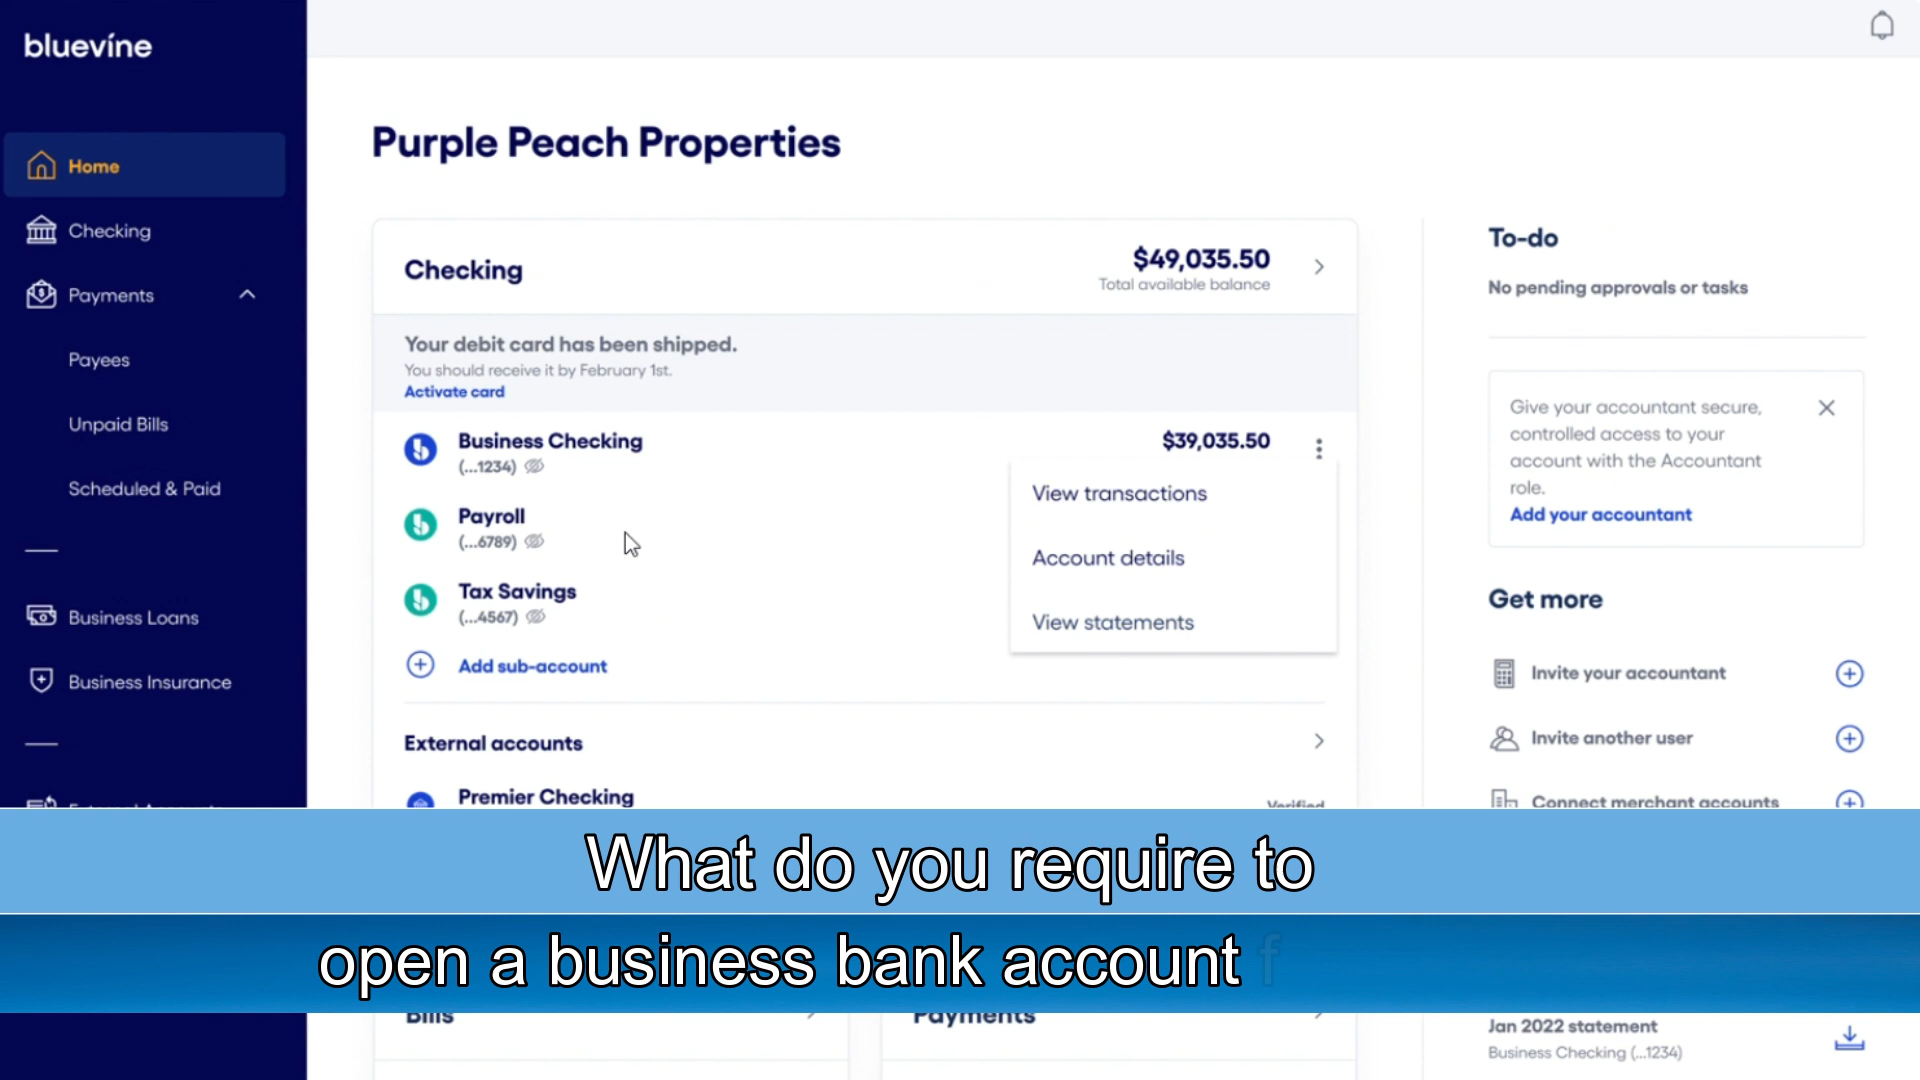 bluevine
Home
Checking
Payments
Payees
Unpaid Bills
Scheduled & Paid
Business Loans
Business Insurance
Purple Peach Properties
Checking
$49,035.50
Total available balance
Your debit card has been shipped.
You should receive it by February 1st.
Activate card
Business Checking
$39,035.50
(...1234)
Payroll
(...6789)
Tax Savings
(...4567)
Add sub-account
View transactions
Account details
View statements
External accounts
Premier Checking
Verified
To-do
No pending approvals or tasks
Give your accountant secure,
controlled access to your
account with the Accountant
role.
Add your accountant
Get more
Invite your accountant
Invite another user
Connect merchant accounts
What do you require to
open a business bank account f
Bills
Payments
Jan 2022 statement
Business Checking (...1234)